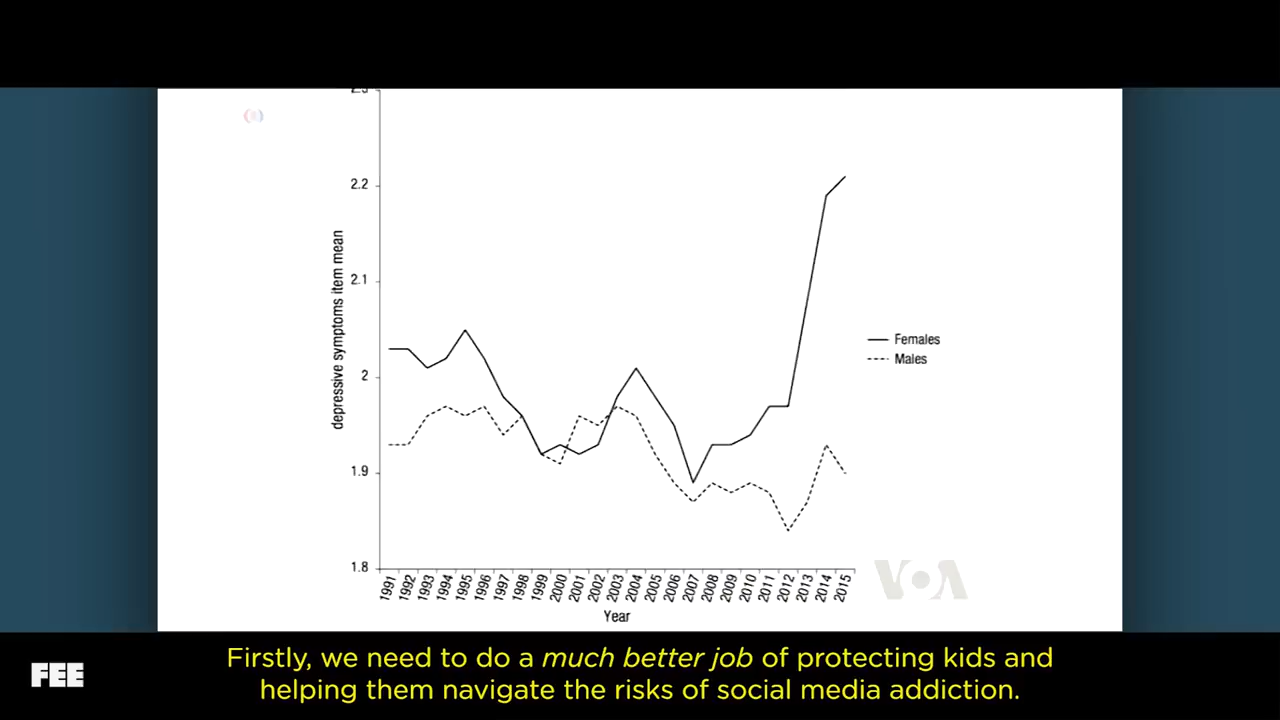 2.3
2.2
2.1
2
1.9
1.8
depressive symptoms item mean
Females
Males
1991 1992 1993 1994 1995 1996 1997 1998 1999 2000 2001 2002 2003 2004 2005 2006 2007 2008 2009 2010 2011 2012 2013 2014 2015
Year
VOA
FEE
Firstly, we need to do a much better job of protecting kids and
helping them navigate the risks of social media addiction.